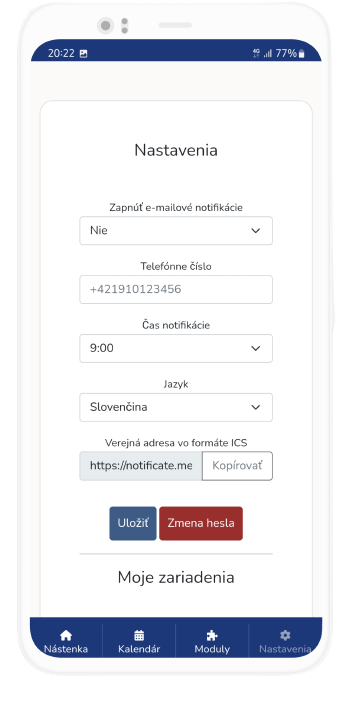 20:22
4G 77%
Nastavenia
Zapnúť e-mailové notifikácie
Nie
Telefónne číslo
+421910123456
Čas notifikácie
9:00
Jazyk
Slovenčina
Verejná adresa vo formáte ICS
https://notificate.me Kopírovať
Uložiť Zmena hesla
Moje zariadenia
Nástenka Kalendár Moduly Nastavenia